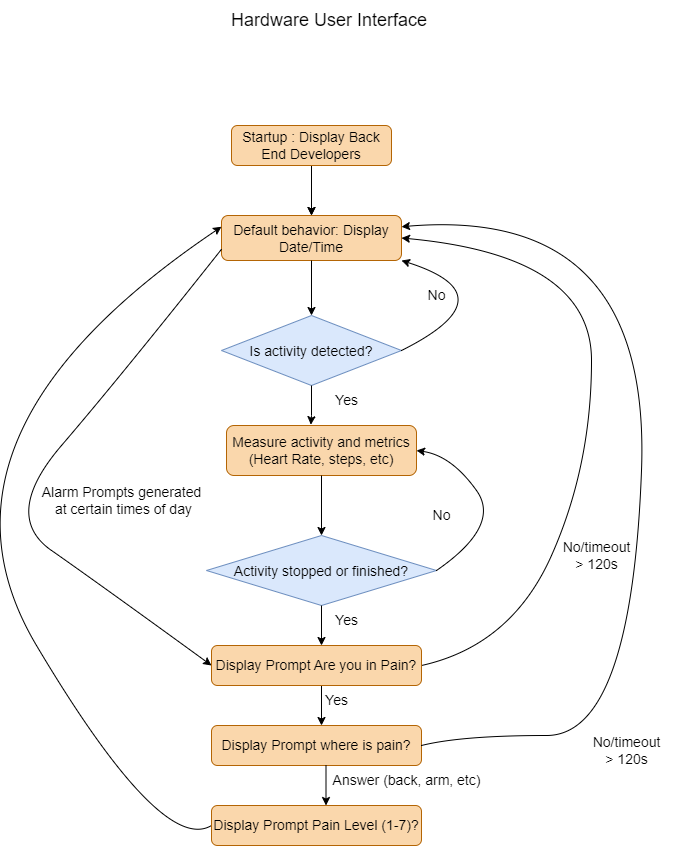 Hardware User Interface
Startup : Display Back
End Developers
Default behavior: Display
Date/Time
No
Is activity detected?
Yes
Measure activity and metrics
(Heart Rate, steps, etc)
Alarm Prompts generated
at certain times of day
No
No/timeout
> 120s
Activity stopped or finished?
Yes
Display Prompt Are you in Pain?
Yes
Display Prompt where is pain?
No/timeout
> 120s
Answer (back, arm, etc)
Display Prompt Pain Level (1-7)?